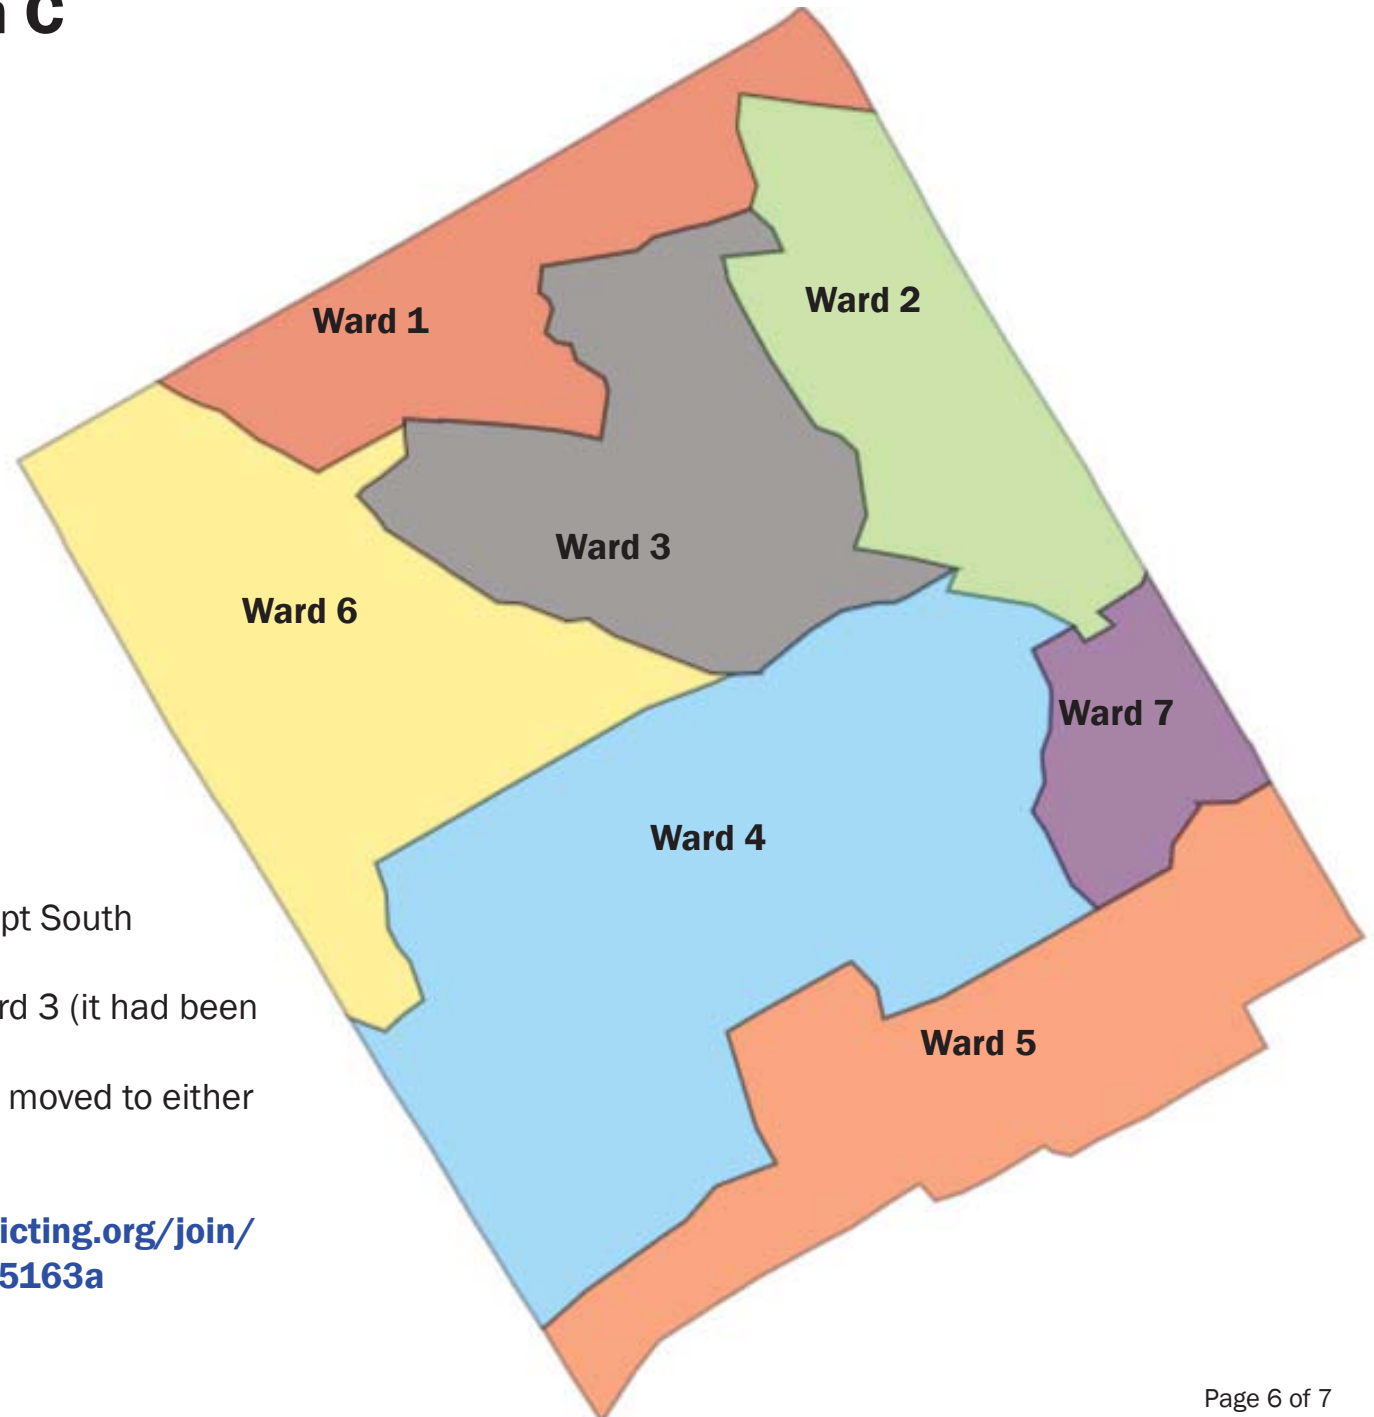 C
Ward 1
Ward 2
Ward 3
Ward 6
Ward 7
Ward 4
Ward 5
pt South
rd 3 (it had been
moved to either
icting.org/join/
5163a
Page 6 of 7